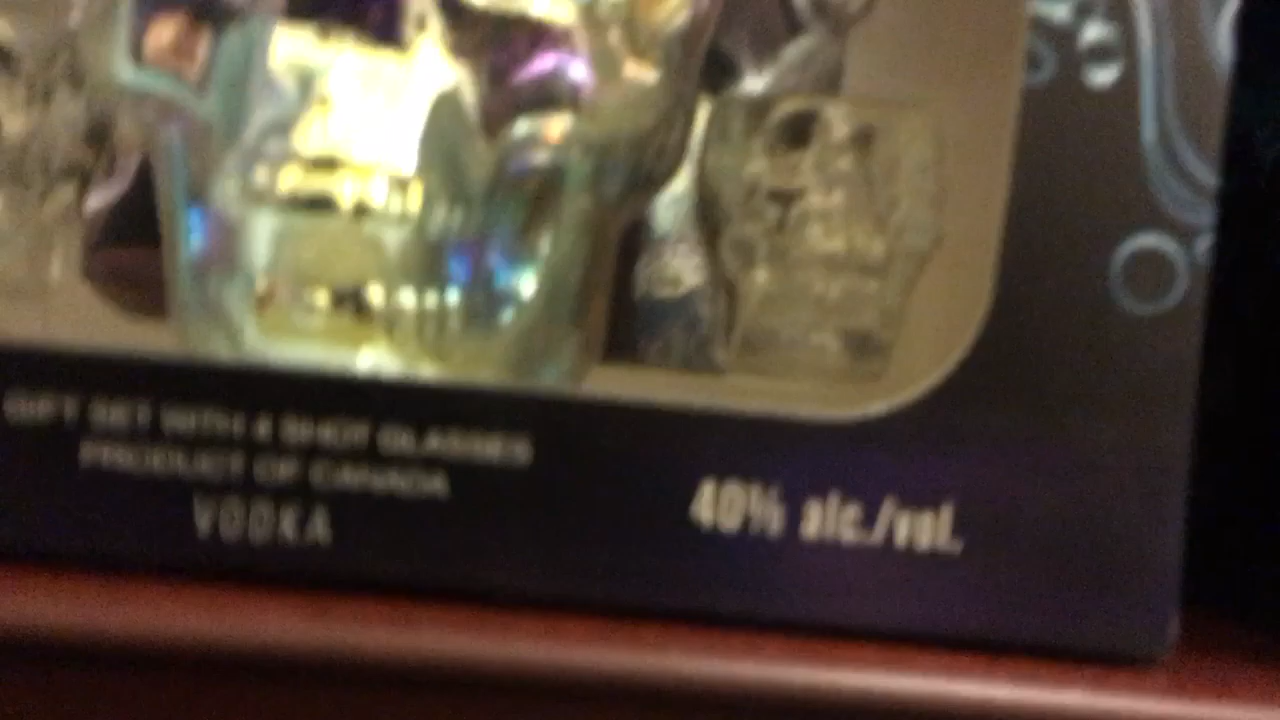 GIFT SET WITH 4 SHOT GLASSES
PRODUCT OF CANADA
VODKA
40% alc./vol.